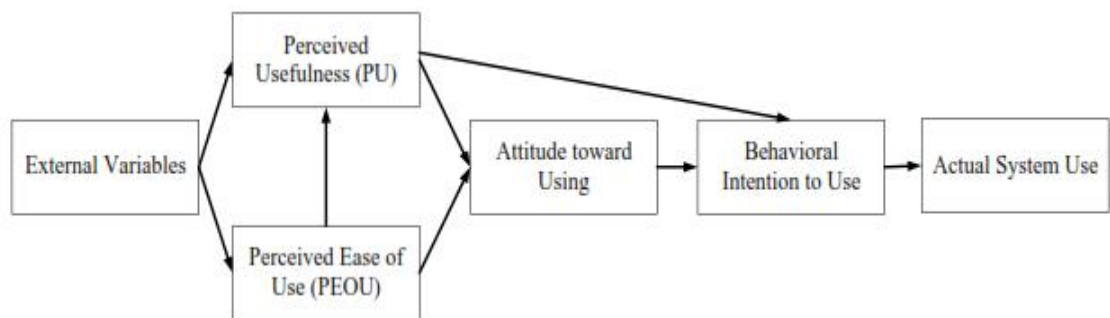 Perceived
Usefulness (PU)
External Variables
Attitude toward
Using
Behavioral
Intention to Use
Actual System Use
Perceived Ease of
Use (PEOU)